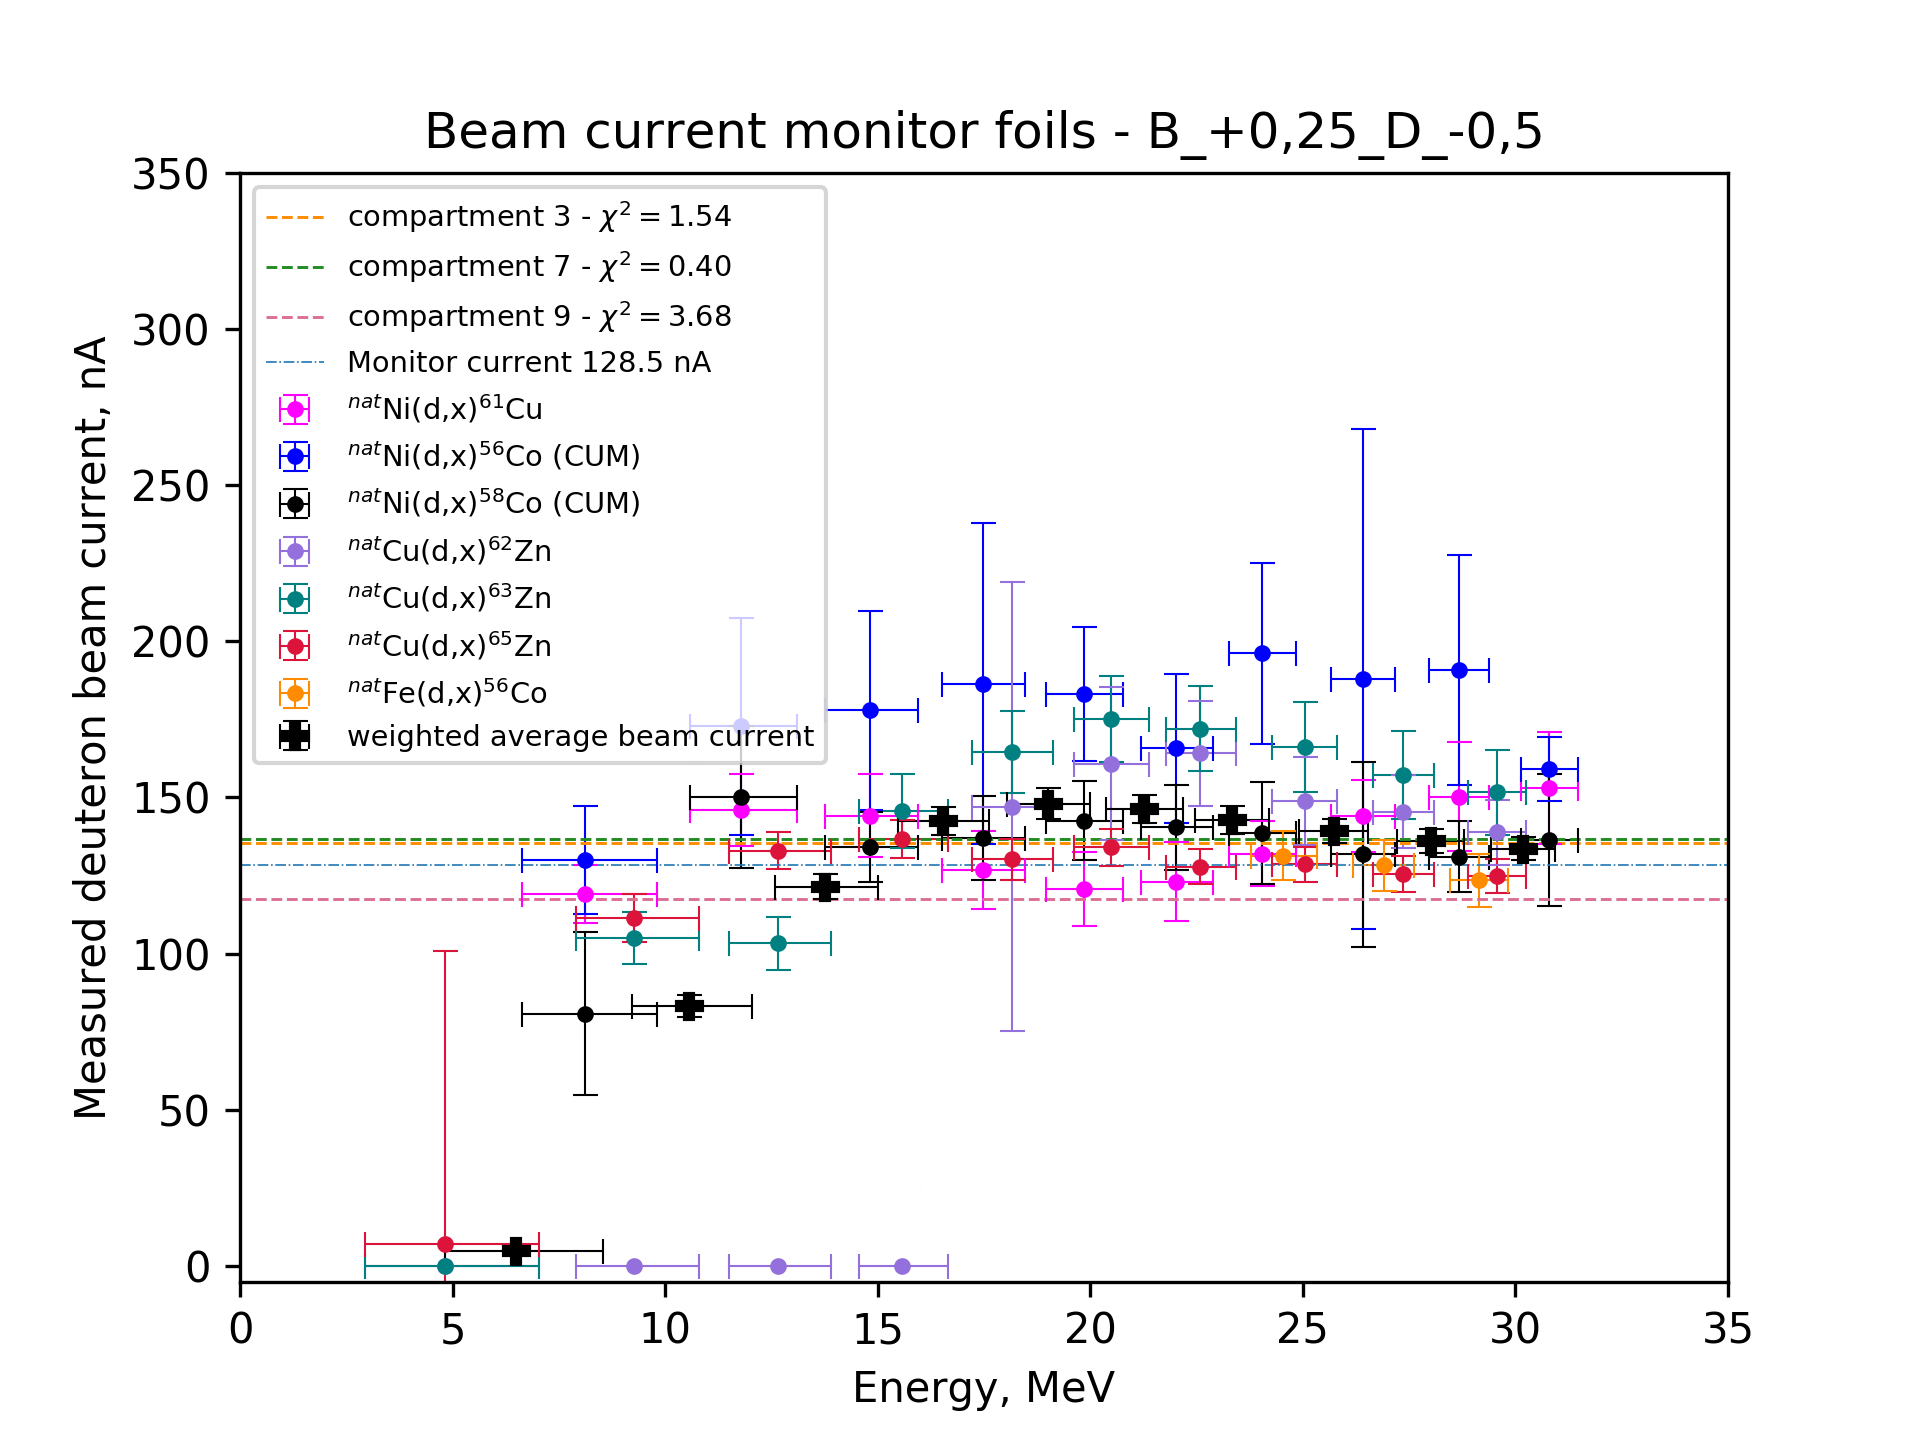 Beam current monitor foils - B_+0,25_D_-0,5
350
300
250
200
150
100
50
0
Measured deuteron beam current, nA
compartment 3 - χ² = 1.54
compartment 7 - χ² = 0.40
compartment 9 - χ² = 3.68
Monitor current 128.5 nA
ⁿᵃᵗNi(d,x)⁶¹Cu
ⁿᵃᵗNi(d,x)⁵⁶Co (CUM)
ⁿᵃᵗNi(d,x)⁵⁸Co (CUM)
ⁿᵃᵗCu(d,x)⁶²Zn
ⁿᵃᵗCu(d,x)⁶³Zn
ⁿᵃᵗCu(d,x)⁶⁵Zn
ⁿᵃᵗFe(d,x)⁵⁶Co
weighted average beam current
0 5 10 15 20 25 30 35
Energy, MeV